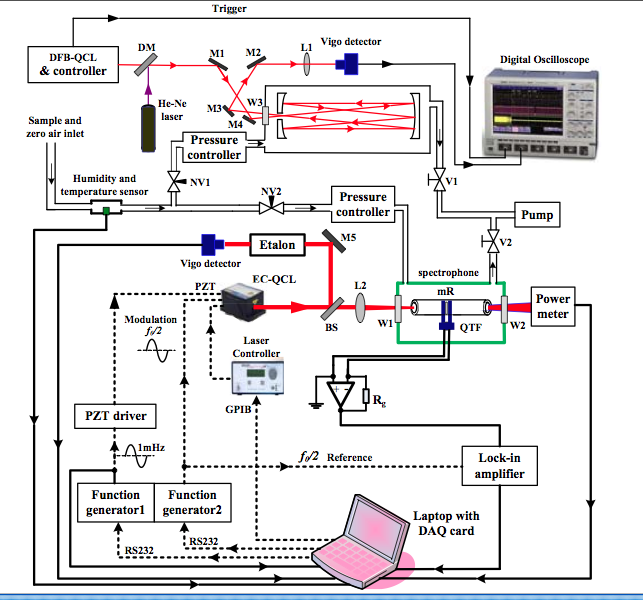 Trigger
DFB-QCL
& controller
DM
M1
M2
L1
Vigo detector
Digital Oscilloscope
He-Ne
laser
M3
M4
W3
Sample and
zero air inlet
Pressure
controller
Humidity and
temperature sensor
NV1
NV2
Pressure
controller
V1
Pump
V2
M5
Etalon
Vigo detector
EC-QCL
PZT
L2
BS
spectrophone
mR
W1
QTF
W2
Power
meter
Modulation
f₀/2
Laser
Controller
GPIB
+ -
Rg
PZT driver
1mHz
f₀/2 Reference
Lock-in
amplifier
Function
generator1
Function
generator2
RS232
RS232
Laptop with
DAQ card